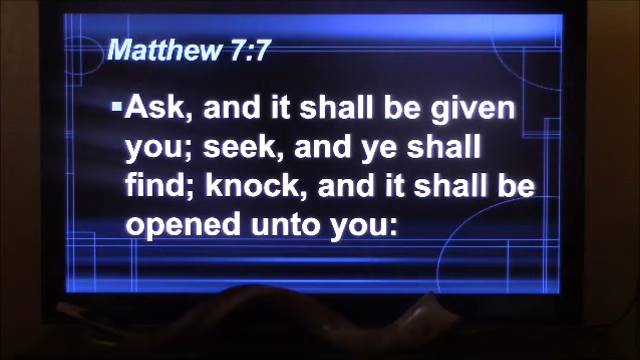 Matthew 7:7
▪Ask, and it shall be given
you; seek, and ye shall
find; knock, and it shall be
opened unto you: